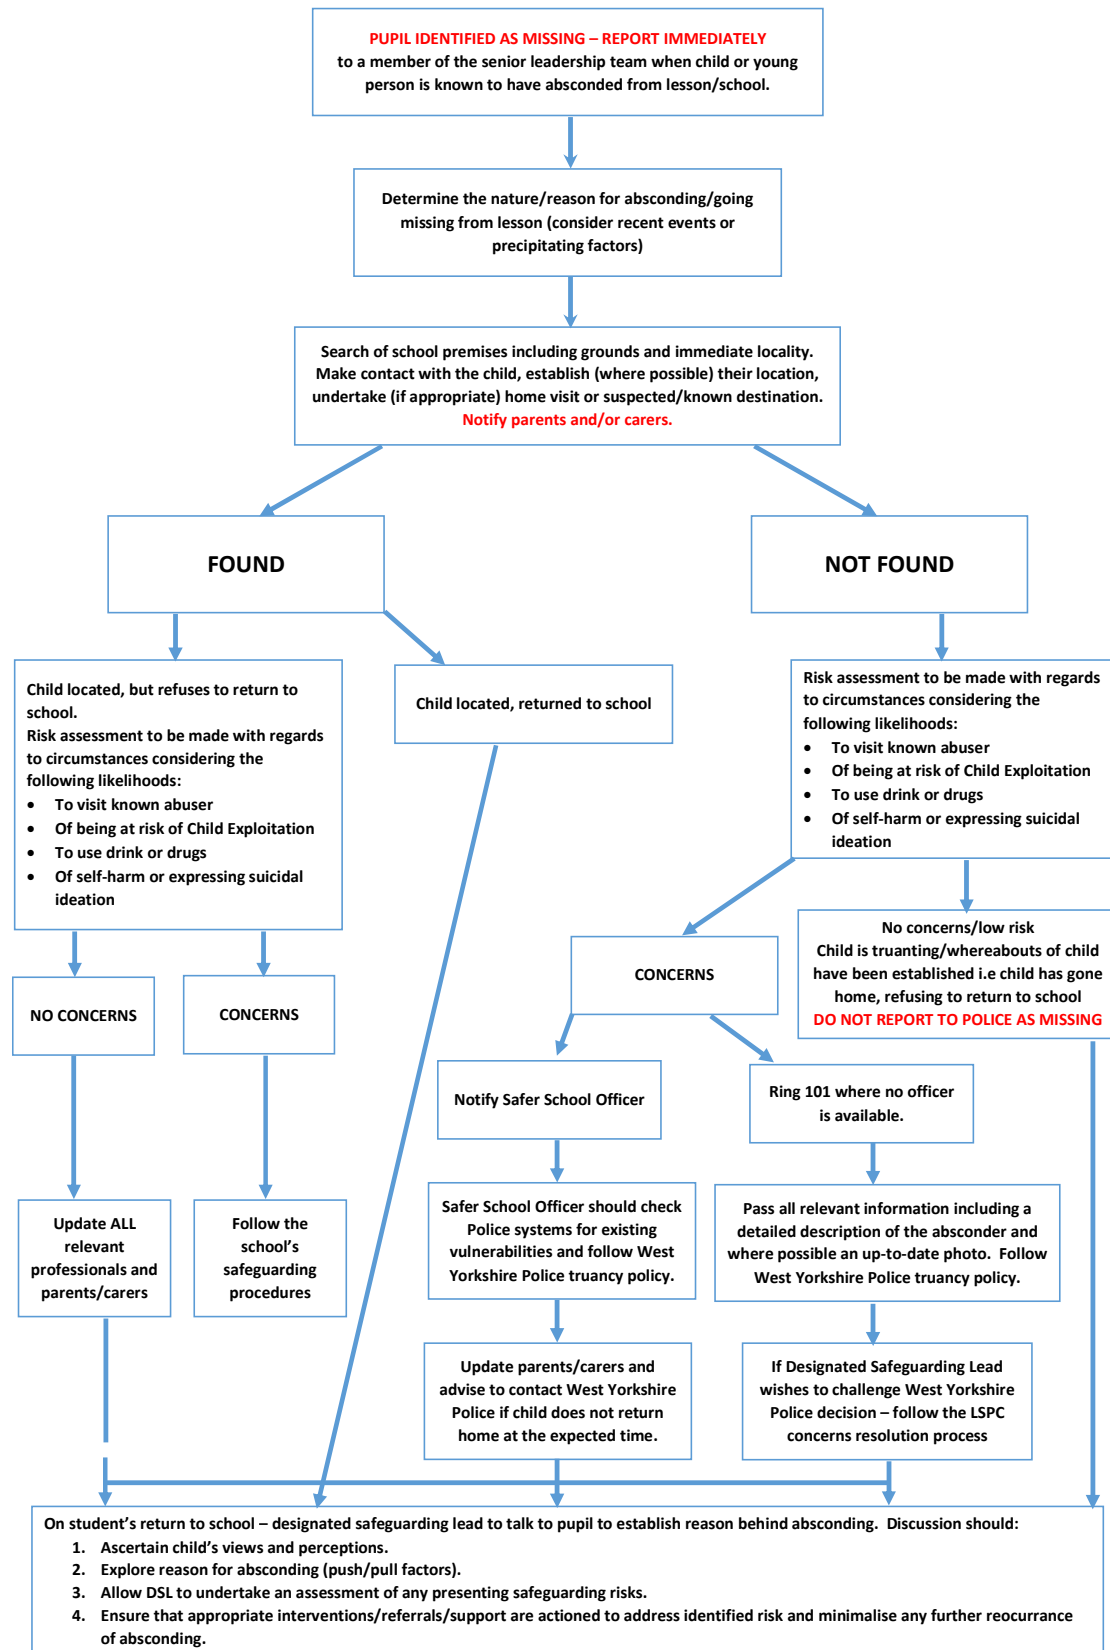 PUPIL IDENTIFIED AS MISSING – REPORT IMMEDIATELY
to a member of the senior leadership team when child or young
person is known to have absconded from lesson/school.
Determine the nature/reason for absconding/going
missing from lesson (consider recent events or
precipitating factors)
Search of school premises including grounds and immediate locality.
Make contact with the child, establish (where possible) their location,
undertake (if appropriate) home visit or suspected/known destination.
Notify parents and/or carers.
FOUND
NOT FOUND
Child located, but refuses to return to
school.
Risk assessment to be made with regards
to circumstances considering the
following likelihoods:
• To visit known abuser
• Of being at risk of Child Exploitation
• To use drink or drugs
• Of self-harm or expressing suicidal
ideation
Child located, returned to school
Risk assessment to be made with regards
to circumstances considering the
following likelihoods:
• To visit known abuser
• Of being at risk of Child Exploitation
• To use drink or drugs
• Of self-harm or expressing suicidal
ideation
NO CONCERNS
CONCERNS
CONCERNS
No concerns/low risk
Child is truanting/whereabouts of child
have been established i.e child has gone
home, refusing to return to school
DO NOT REPORT TO POLICE AS MISSING
Notify Safer School Officer
Ring 101 where no officer
is available.
Update ALL
relevant
professionals and
parents/carers
Follow the
school's
safeguarding
procedures
Safer School Officer should check
Police systems for existing
vulnerabilities and follow West
Yorkshire Police truancy policy.
Pass all relevant information including a
detailed description of the absconder and
where possible an up-to-date photo.  Follow
West Yorkshire Police truancy policy.
Update parents/carers and
advise to contact West Yorkshire
Police if child does not return
home at the expected time.
If Designated Safeguarding Lead
wishes to challenge West Yorkshire
Police decision – follow the LSPC
concerns resolution process
On student's return to school – designated safeguarding lead to talk to pupil to establish reason behind absconding.  Discussion should:
1. Ascertain child's views and perceptions.
2. Explore reason for absconding (push/pull factors).
3. Allow DSL to undertake an assessment of any presenting safeguarding risks.
4. Ensure that appropriate interventions/referrals/support are actioned to address identified risk and minimalise any further reocurrance
of absconding.